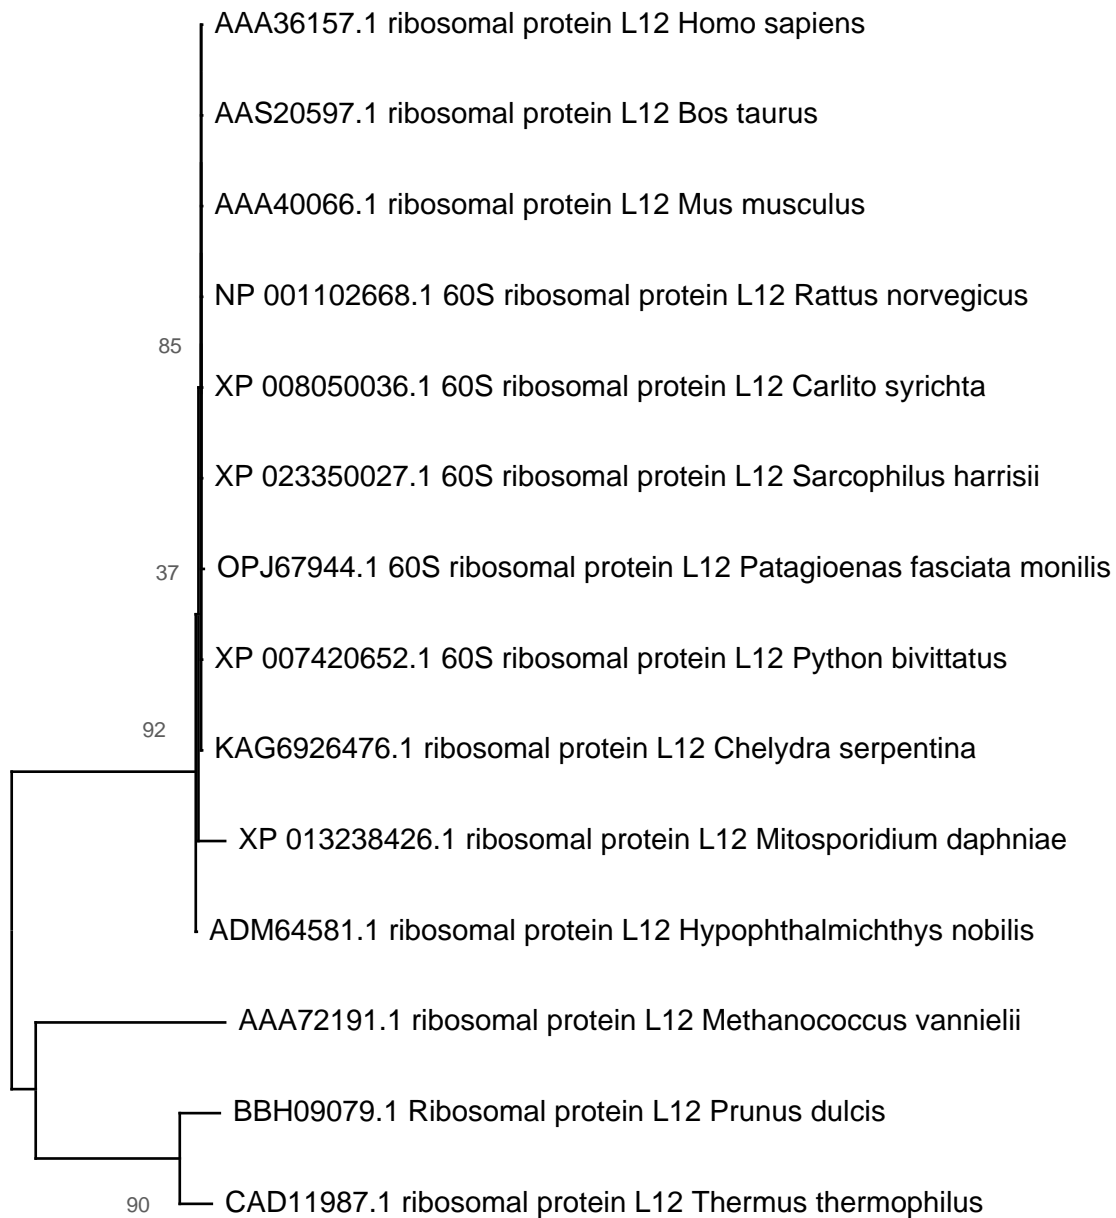 AAA36157.1 ribosomal protein L12 Homo sapiens
AAS20597.1 ribosomal protein L12 Bos taurus
AAA40066.1 ribosomal protein L12 Mus musculus
NP 001102668.1 60S ribosomal protein L12 Rattus norvegicus
85
XP 008050036.1 60S ribosomal protein L12 Carlito syrichta
XP 023350027.1 60S ribosomal protein L12 Sarcophilus harrisii
37 OPJ67944.1 60S ribosomal protein L12 Patagioenas fasciata monilis
XP 007420652.1 60S ribosomal protein L12 Python bivittatus
92
KAG6926476.1 ribosomal protein L12 Chelydra serpentina
XP 013238426.1 ribosomal protein L12 Mitosporidium daphniae
ADM64581.1 ribosomal protein L12 Hypophthalmichthys nobilis
AAA72191.1 ribosomal protein L12 Methanococcus vannielii
BBH09079.1 Ribosomal protein L12 Prunus dulcis
90 CAD11987.1 ribosomal protein L12 Thermus thermophilus